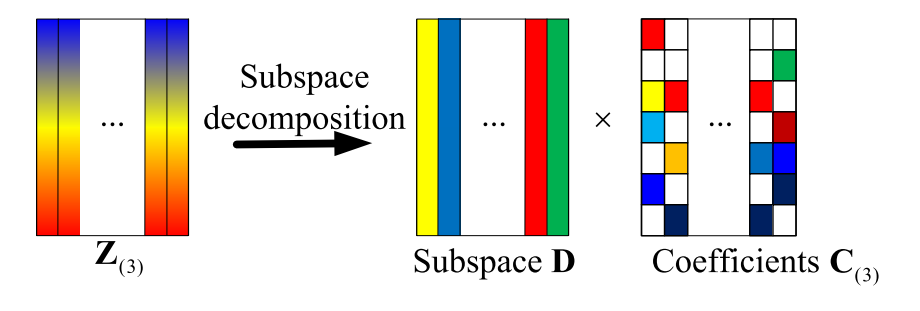 Subspace
decomposition
...
...
×
...
Z(3)
Subspace D
Coefficients C(3)